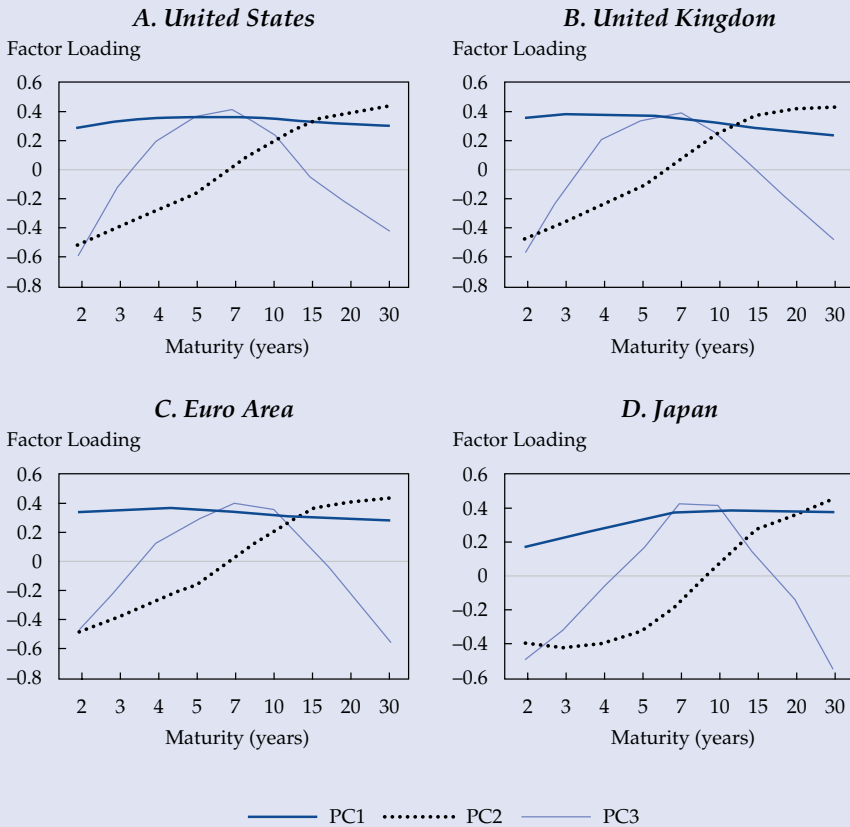 A. United States
Factor Loading
0.6
0.4
0.2
0
–0.2
–0.4
–0.6
–0.8
2 3 4 5 7 10 15 20 30
Maturity (years)
B. United Kingdom
Factor Loading
0.6
0.4
0.2
0
–0.2
–0.4
–0.6
–0.8
2 3 4 5 7 10 15 20 30
Maturity (years)
C. Euro Area
Factor Loading
0.6
0.4
0.2
0
–0.2
–0.4
–0.6
–0.8
2 3 4 5 7 10 15 20 30
Maturity (years)
D. Japan
Factor Loading
0.6
0.4
0.2
0
–0.2
–0.4
–0.6
2 3 4 5 7 10 15 20 30
Maturity (years)
PC1 PC2 PC3